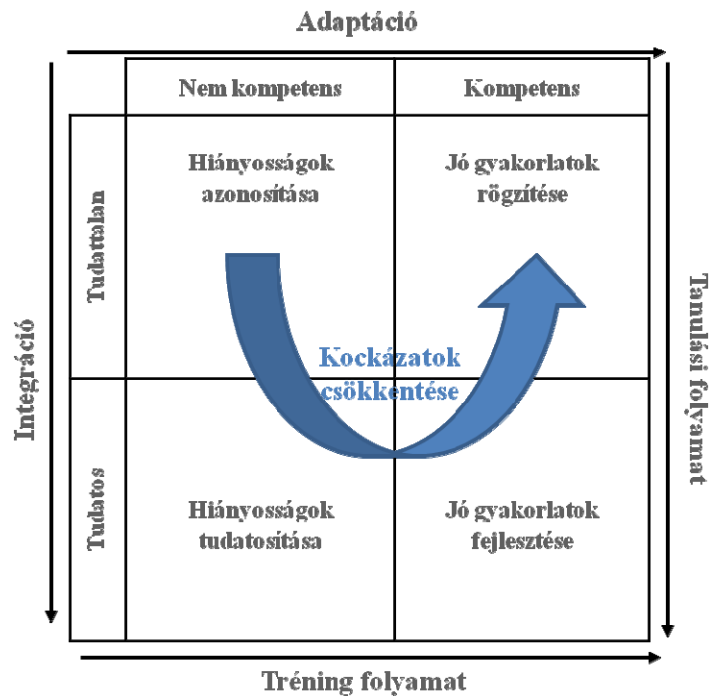 Adaptáció
Nem kompetens
Kompetens
Integráció
Tudattalan
Hiányosságok
azonosítása
Jó gyakorlatok
rögzítése
Kockázatok
csökkentése
Tanulási folyamat
Tudatos
Hiányosságok
tudatosítása
Jó gyakorlatok
fejlesztése
Tréning folyamat